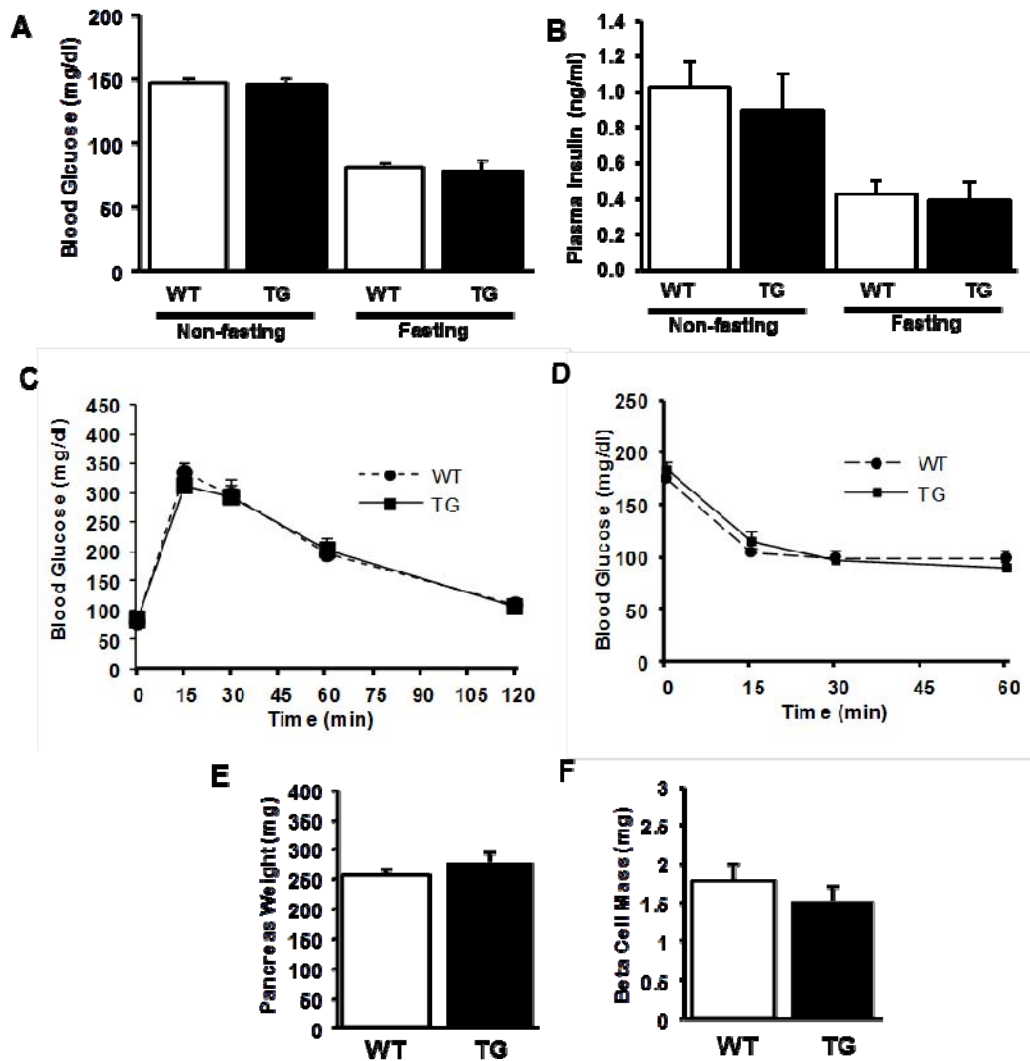 A
Blood Glcuose (mg/dl)
200
150
100
50
0
WT TG WT TG
Non-fasting Fasting
B
Plasma Insulin (ng/ml)
1.4
1.2
1.0
0.8
0.6
0.4
0.2
0.0
WT TG WT TG
Non-fasting Fasting
C
Blood Glucose (mg/dl)
450
400
350
300
250
200
150
100
50
0
WT
TG
0 15 30 45 60 75 90 105 120
Time (min)
D
Blood Glucose (mg/dl)
250
200
150
100
50
0
WT
TG
0 15 30 45 60
Time (min)
E
Pancreas Weight (mg)
400
350
300
250
200
150
100
50
0
WT TG
F
Beta Cell Mass (mg)
3
2.5
2
1.5
1
0.5
0
WT TG